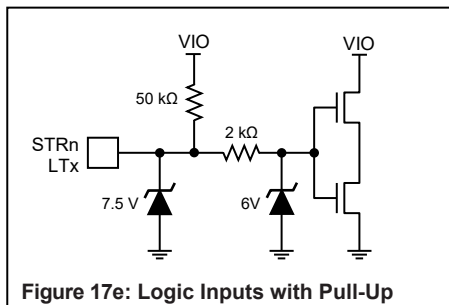 VIO
VIO
50 kΩ
2 kΩ
STRn
LTx
7.5 V
6V
Figure 17e: Logic Inputs with Pull-Up